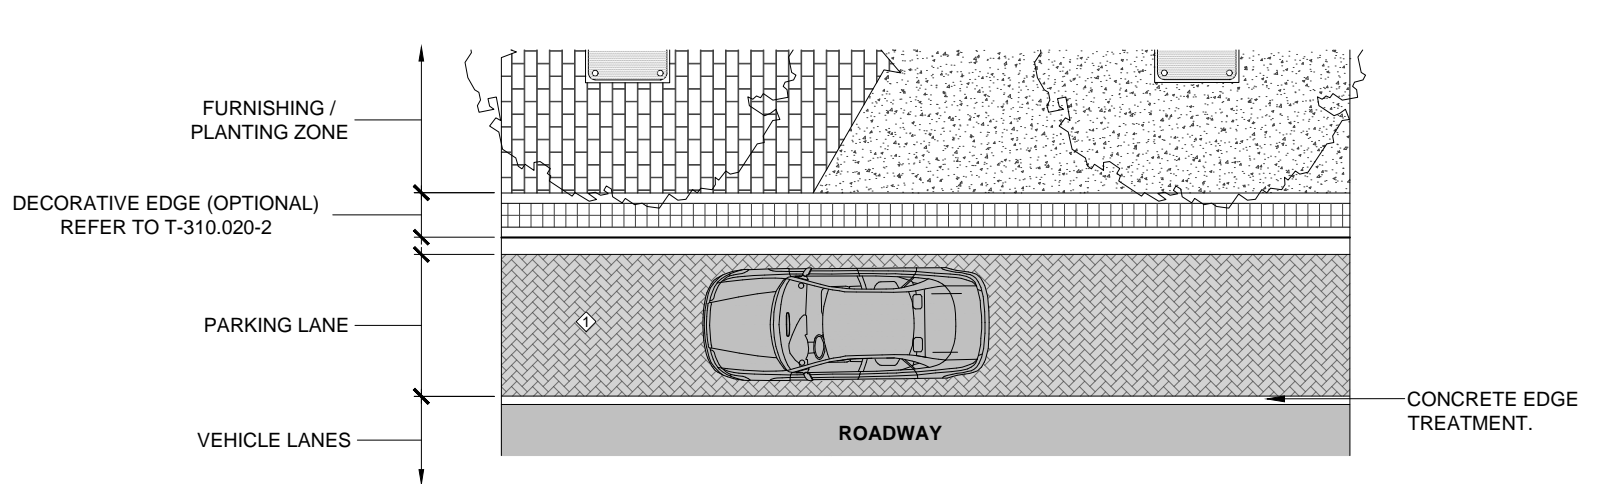 FURNISHING /
PLANTING ZONE
DECORATIVE EDGE (OPTIONAL)
REFER TO T-310.020-2
PARKING LANE
1
CONCRETE EDGE
TREATMENT.
VEHICLE LANES
ROADWAY